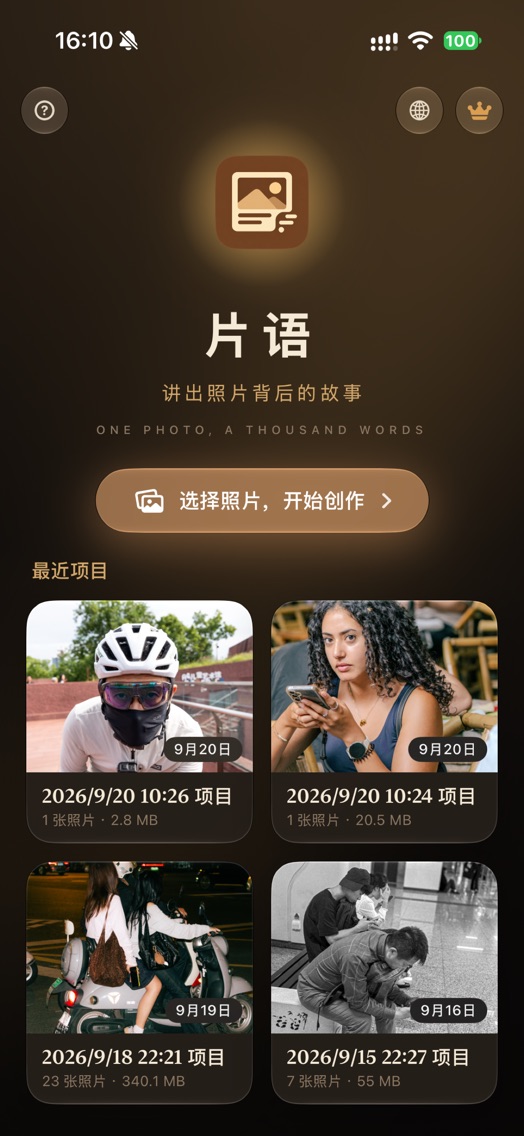 16:10
100
片语
讲出照片背后的故事
ONE PHOTO, A THOUSAND WORDS
选择照片，开始创作
最近项目
9月20日
2026/9/20 10:26 项目
1 张照片 · 2.8 MB
9月20日
2026/9/20 10:24 项目
1 张照片 · 20.5 MB
9月19日
2026/9/18 22:21 项目
23 张照片 · 340.1 MB
9月16日
2026/9/15 22:27 项目
7 张照片 · 55 MB